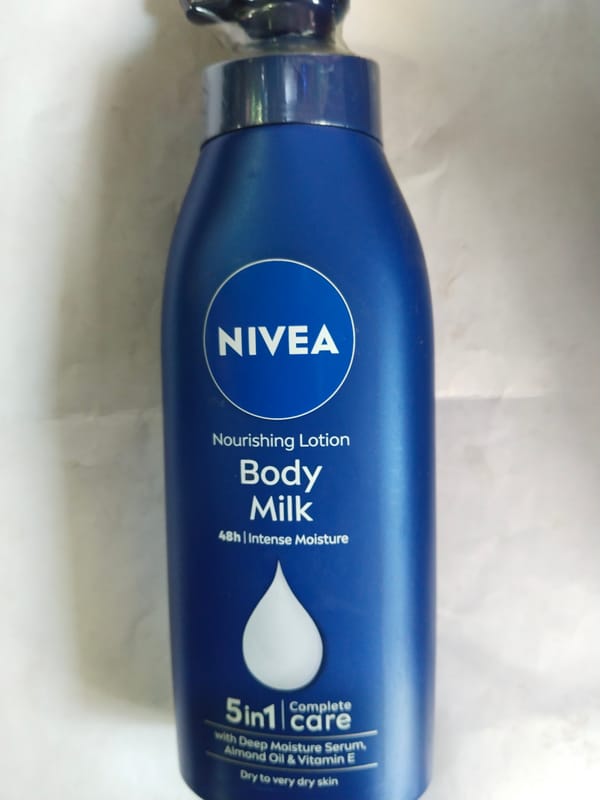 NIVEA
Nourishing Lotion
Body
Milk
48h | Intense Moisture
5in1 | Complete care
with Deep Moisture Serum,
Almond Oil & Vitamin E
Dry to very dry skin